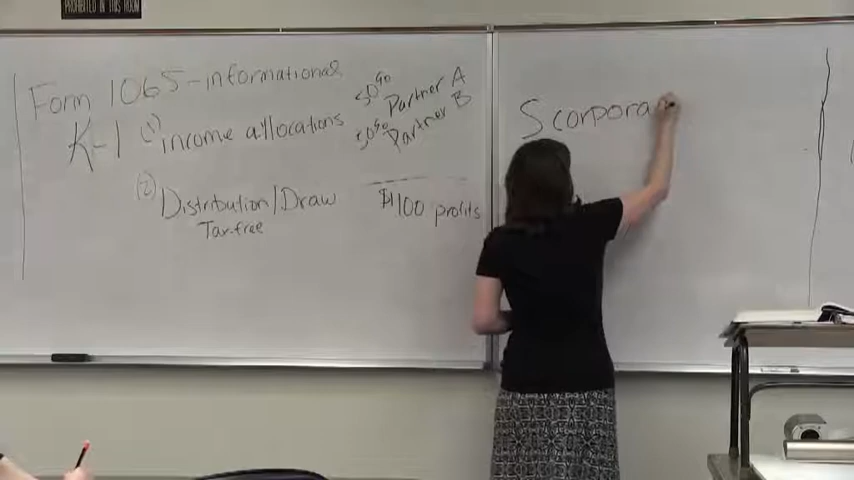 PROHIBITED IN THIS ROOM
Form 1065-informational
K-1 (1) income allocations
50% Partner A
50% Partner B
(2) Distribution/Draw
Tax-free
$100 profits
S corpora